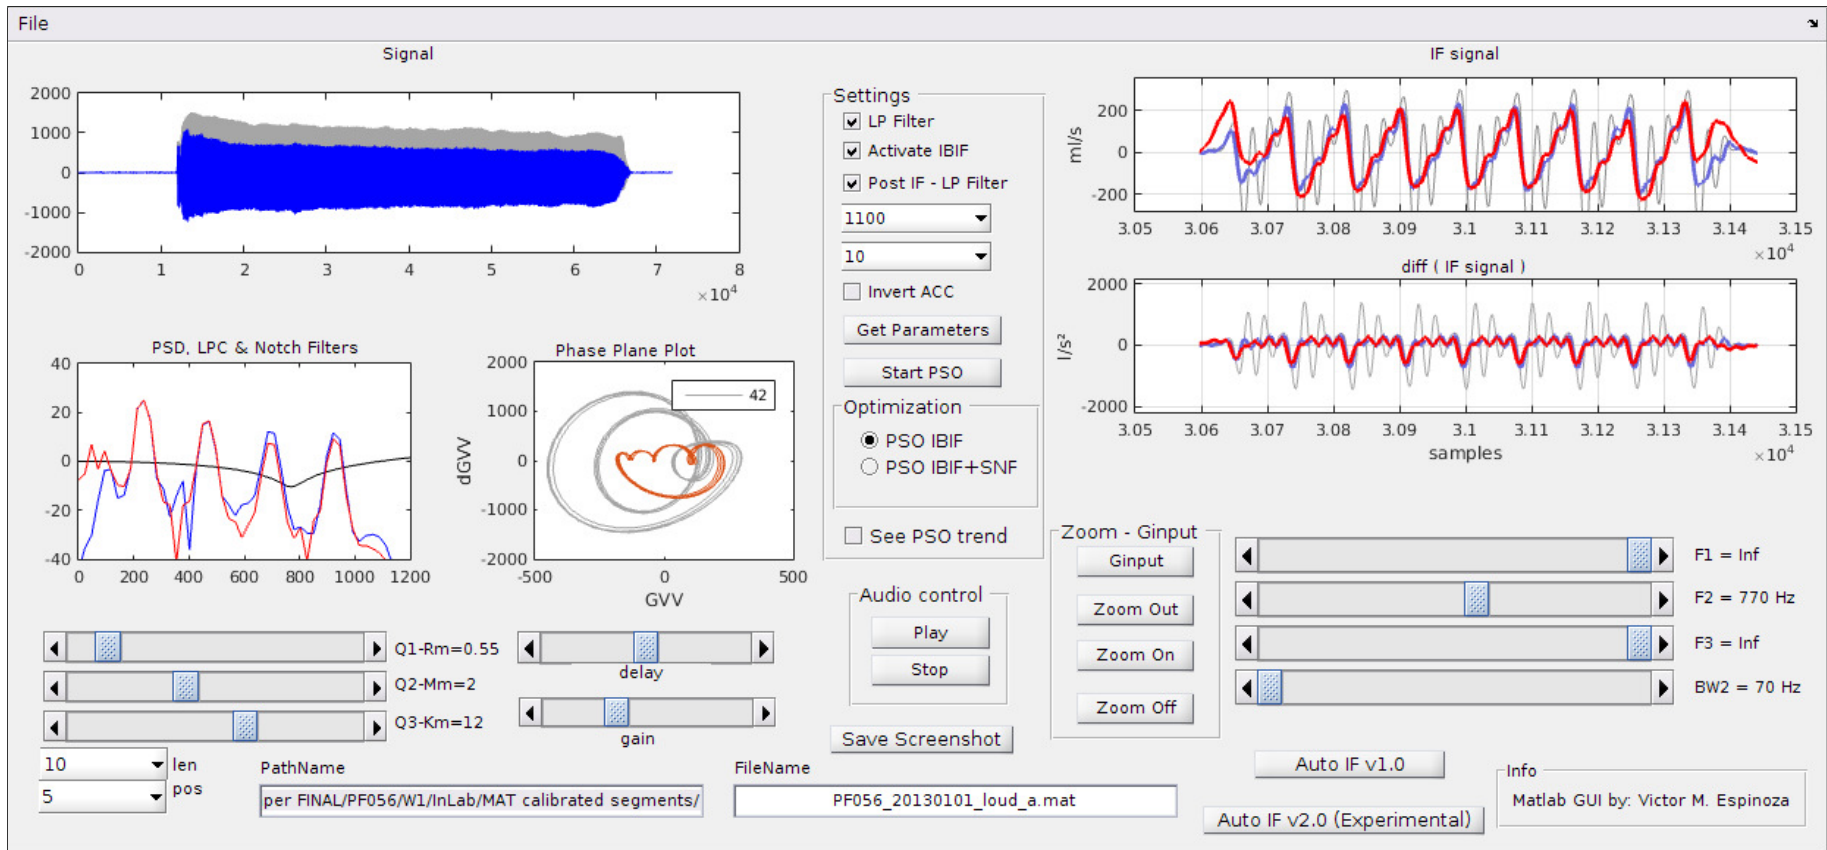 File
Signal
2000
1000
0
-1000
-2000
0 1 2 3 4 5 6 7 8
×10⁴
PSD, LPC & Notch Filters
40
20
0
-20
-40
0 200 400 600 800 1000 1200
Phase Plane Plot
42
dGVV
2000
1000
0
-1000
-2000
-500 0 500
GVV
Settings
LP Filter
Activate IBIF
Post IF - LP Filter
1100
10
Invert ACC
Get Parameters
Start PSO
Optimization
PSO IBIF
PSO IBIF+SNF
See PSO trend
IF signal
ml/s
200
0
-200
3.05 3.06 3.07 3.08 3.09 3.1 3.11 3.12 3.13 3.14 3.15
×10⁴
diff ( IF signal )
l/s²
2000
0
-2000
3.05 3.06 3.07 3.08 3.09 3.1 3.11 3.12 3.13 3.14 3.15
samples
×10⁴
Q1-Rm=0.55
Q2-Mm=2
Q3-Km=12
delay
gain
Audio control
Play
Stop
Save Screenshot
Zoom - Ginput
Ginput
Zoom Out
Zoom On
Zoom Off
F1 = Inf
F2 = 770 Hz
F3 = Inf
BW2 = 70 Hz
10 len
5 pos
PathName
per FINAL/PF056/W1/InLab/MAT calibrated segments/
FileName
PF056_20130101_loud_a.mat
Auto IF v1.0
Auto IF v2.0 (Experimental)
Info
Matlab GUI by: Victor M. Espinoza